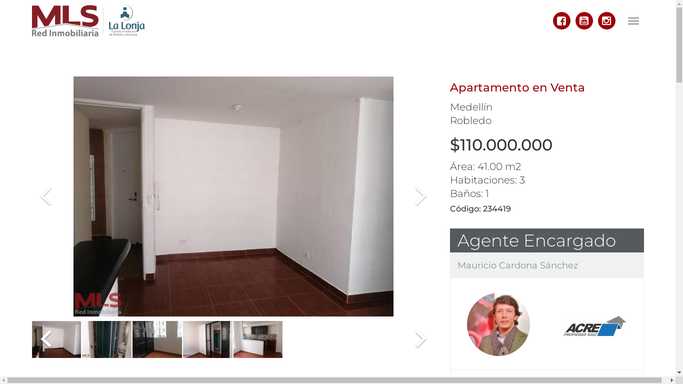 MLS
Red Inmobiliaria
La Lonja
Apartamento en Venta
Medellín
Robledo
$110.000.000
Área: 41.00 m2
Habitaciones: 3
Baños: 1
Código: 234419
MLS
Red Inmobiliaria
Agente Encargado
Mauricio Cardona Sánchez
ACRE